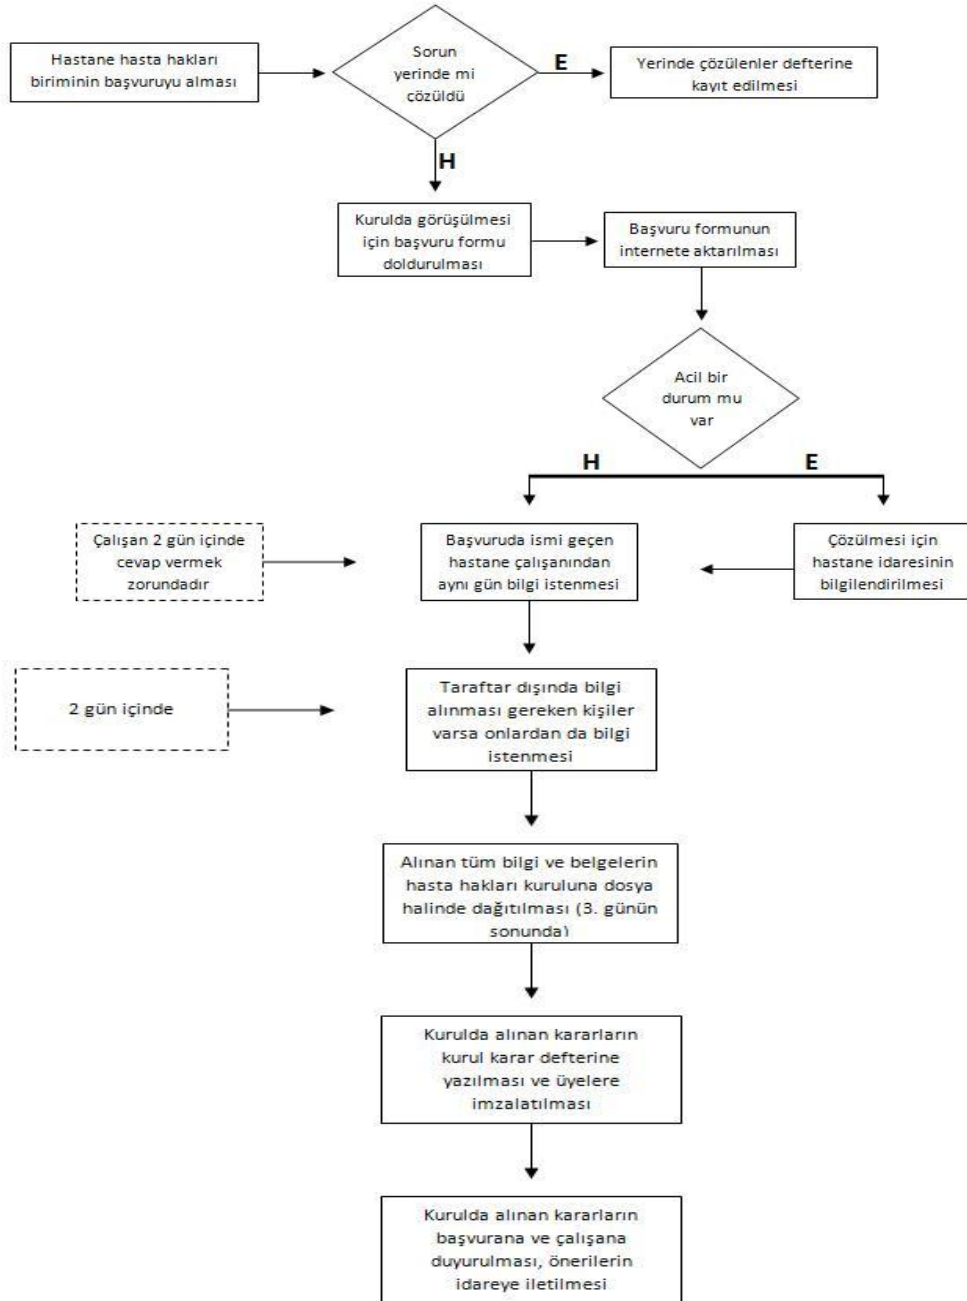 Hastane hasta hakları
biriminin başvuruyu alması
Sorun
yerinde mi
çözüldü
E
Yerinde çözülenler defterine
kayıt edilmesi
H
Kurulda görüşülmesi
için başvuru formu
doldurulması
Başvuru formunun
internete aktarılması
Acil bir
durum mu
var
H
E
Çalışan 2 gün içinde
cevap vermek
zorundadır
Başvuruda ismi geçen
hastane çalışanından
aynı gün bilgi istenmesi
Çözülmesi için
hastane idaresinin
bilgilendirilmesi
2 gün içinde
Taraftar dışında bilgi
alınması gereken kişiler
varsa onlardan da bilgi
istenmesi
Alınan tüm bilgi ve belgelerin
hasta hakları kuruluna dosya
halinde dağıtılması (3. günün
sonunda)
Kurulda alınan kararların
kurul karar defterine
yazılması ve üyelere
imzalatılması
Kurulda alınan kararların
başvurana ve çalışana
duyurulması, önerilerin
idareye iletilmesi